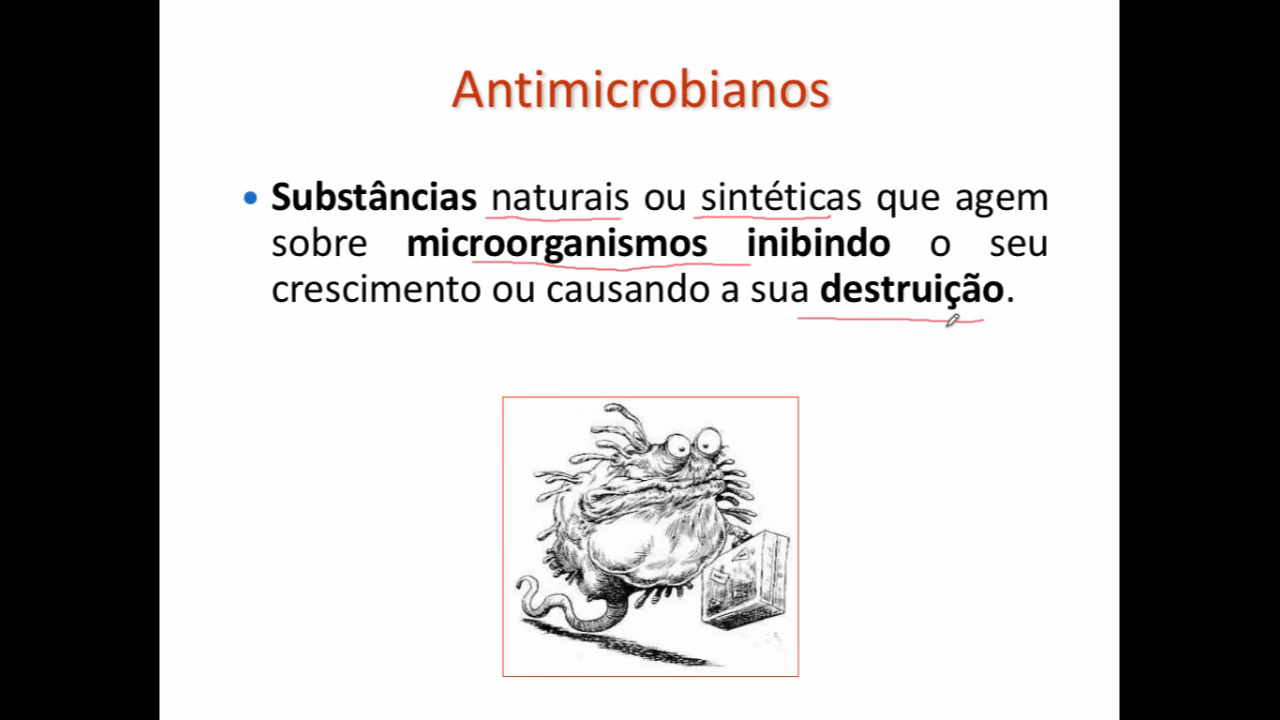 Antimicrobianos
• Substâncias naturais ou sintéticas que agem
sobre microorganismos inibindo o seu
crescimento ou causando a sua destruição.